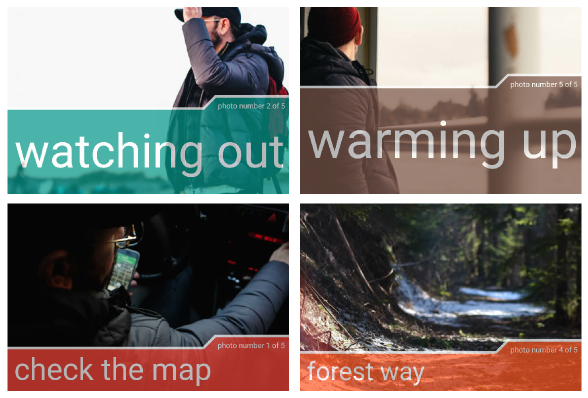 photo number 2 of 5
watching out
photo number 5 of 5
warming up
photo number 1 of 5
check the map
photo number 4 of 5
forest way